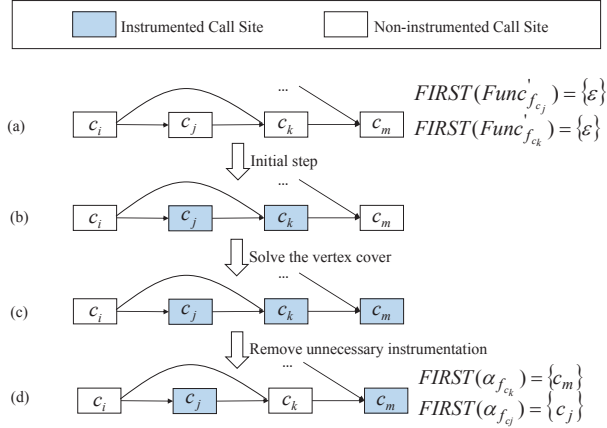 Instrumented Call Site Non-instrumented Call Site
...
(a) c_i c_j c_k c_m FIRST(Func'_{f_{c_j}}) = {ε}
FIRST(Func'_{f_{c_k}}) = {ε}
Initial step
...
(b) c_i c_j c_k c_m
Solve the vertex cover
...
(c) c_i c_j c_k c_m
Remove unnecessary instrumentation
...
(d) c_i c_j c_k c_m FIRST(α_{f_{c_k}}) = {c_m}
FIRST(α_{f_{cj}}) = {c_j}